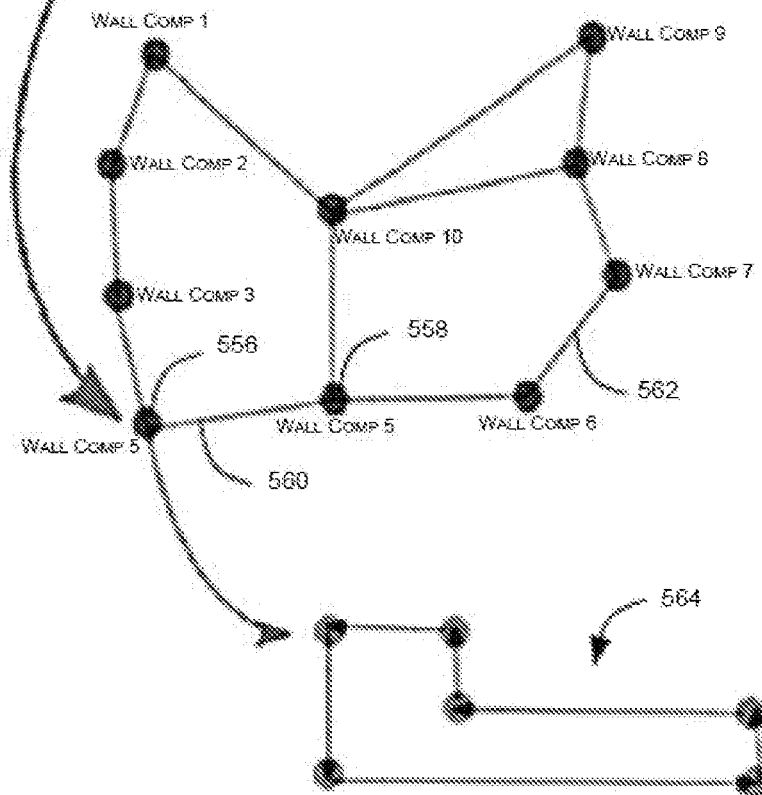 WALL COMP 1
WALL COMP 9
WALL COMP 2
WALL COMP 8
WALL COMP 10
WALL COMP 3
WALL COMP 7
556
558
562
WALL COMP 5
WALL COMP 5
WALL COMP 6
560
564